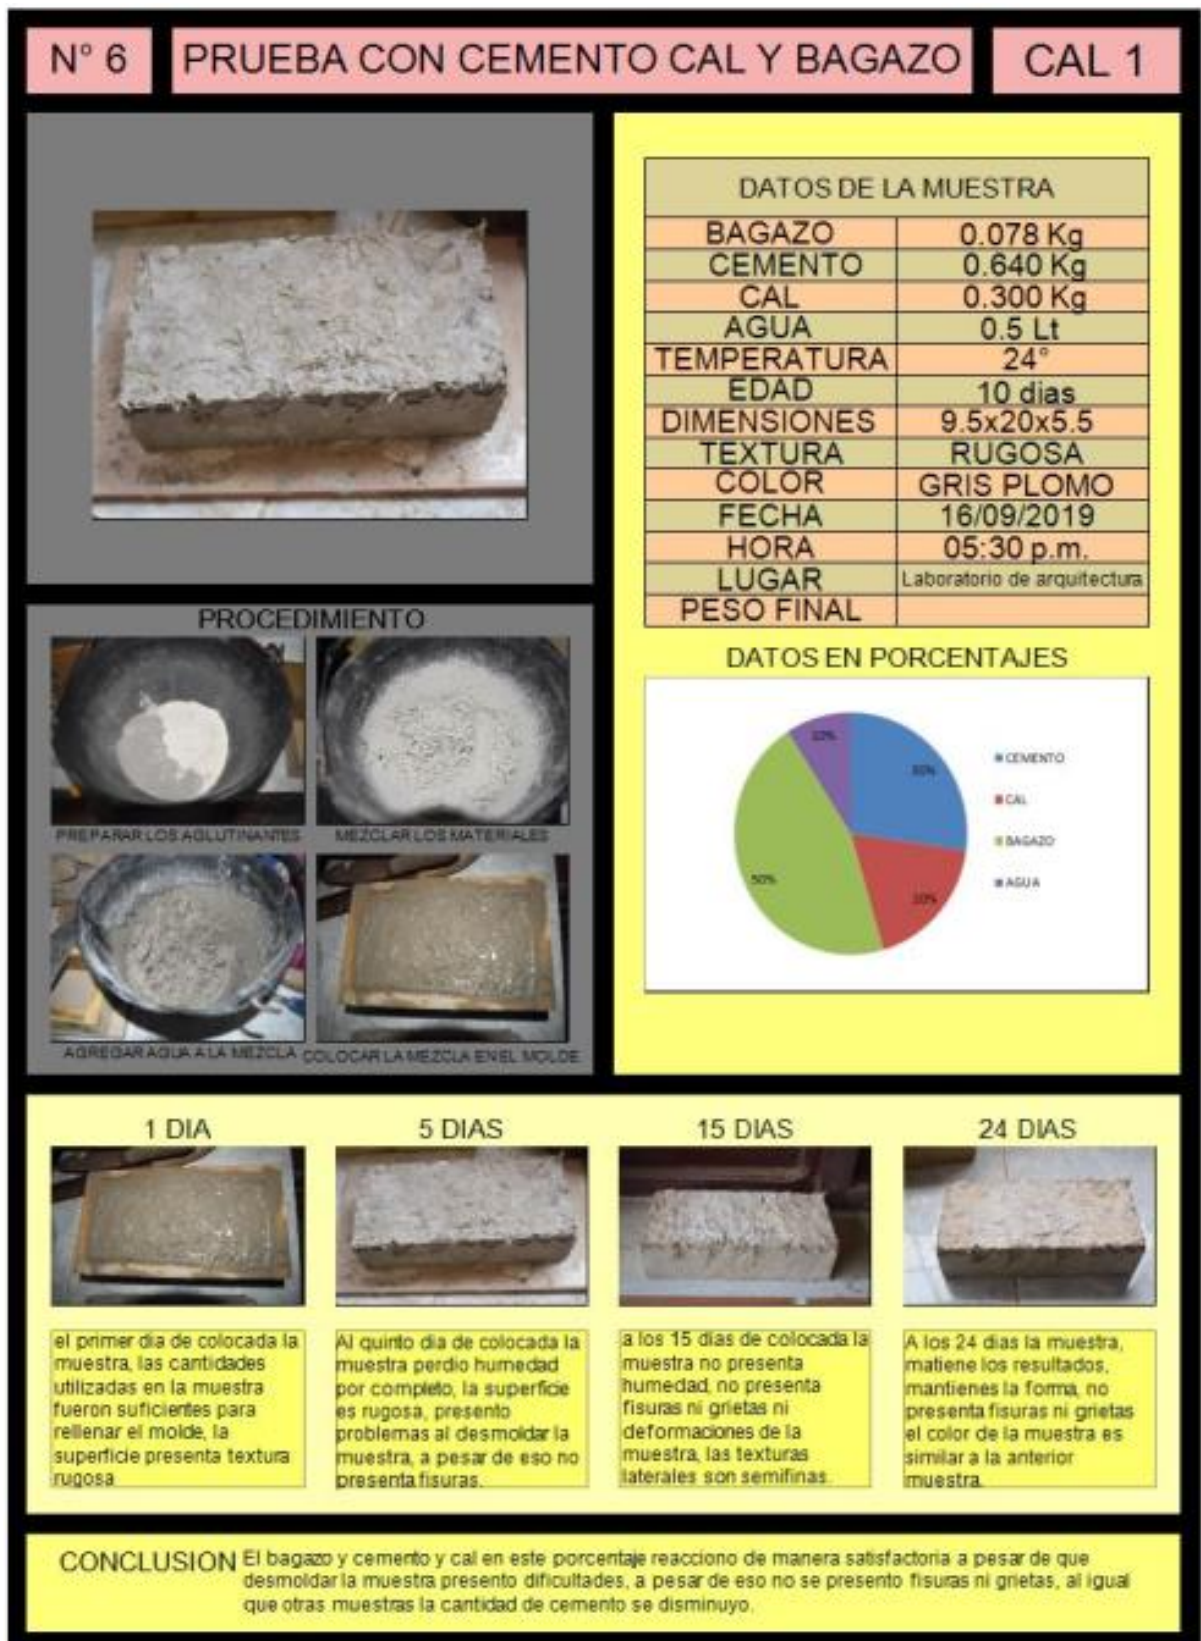 N° 6
PRUEBA CON CEMENTO CAL Y BAGAZO
CAL 1
DATOS DE LA MUESTRA
BAGAZO 0.078 Kg
CEMENTO 0.640 Kg
CAL 0.300 Kg
AGUA 0.5 Lt
TEMPERATURA 24°
EDAD 10 dias
DIMENSIONES 9.5x20x5.5
TEXTURA RUGOSA
COLOR GRIS PLOMO
FECHA 16/09/2019
HORA 05:30 p.m.
LUGAR Laboratorio de arquitectura
PESO FINAL
PROCEDIMIENTO
PREPARAR LOS AGLUTINANTES
MEZCLAR LOS MATERIALES
AGREGAR AGUA A LA MEZCLA
COLOCAR LA MEZCLA EN EL MOLDE
DATOS EN PORCENTAJES
50%
CEMENTO
CAL
BAGAZO
AGUA
1 DIA
el primer dia de colocada la
muestra, las cantidades
utilizadas en la muestra
fueron suficientes para
rellenar el molde, la
superficie presenta textura
rugosa
5 DIAS
Al quinto dia de colocada la
muestra perdio humedad
por completo, la superficie
es rugosa, presento
problemas al desmoldar la
muestra, a pesar de eso no
presenta fisuras.
15 DIAS
a los 15 dias de colocada la
muestra no presenta
humedad, no presenta
fisuras ni grietas ni
deformaciones de la
muestra, las texturas
laterales son semifinas.
24 DIAS
A los 24 dias la muestra,
matiene los resultados,
mantienes la forma, no
presenta fisuras ni grietas
el color de la muestra es
similar a la anterior
muestra.
CONCLUSION El bagazo y cemento y cal en este porcentaje reacciono de manera satisfactoria a pesar de que
desmoldar la muestra presento dificultades, a pesar de eso no se presento fisuras ni grietas, al igual
que otras muestras la cantidad de cemento se disminuyo.